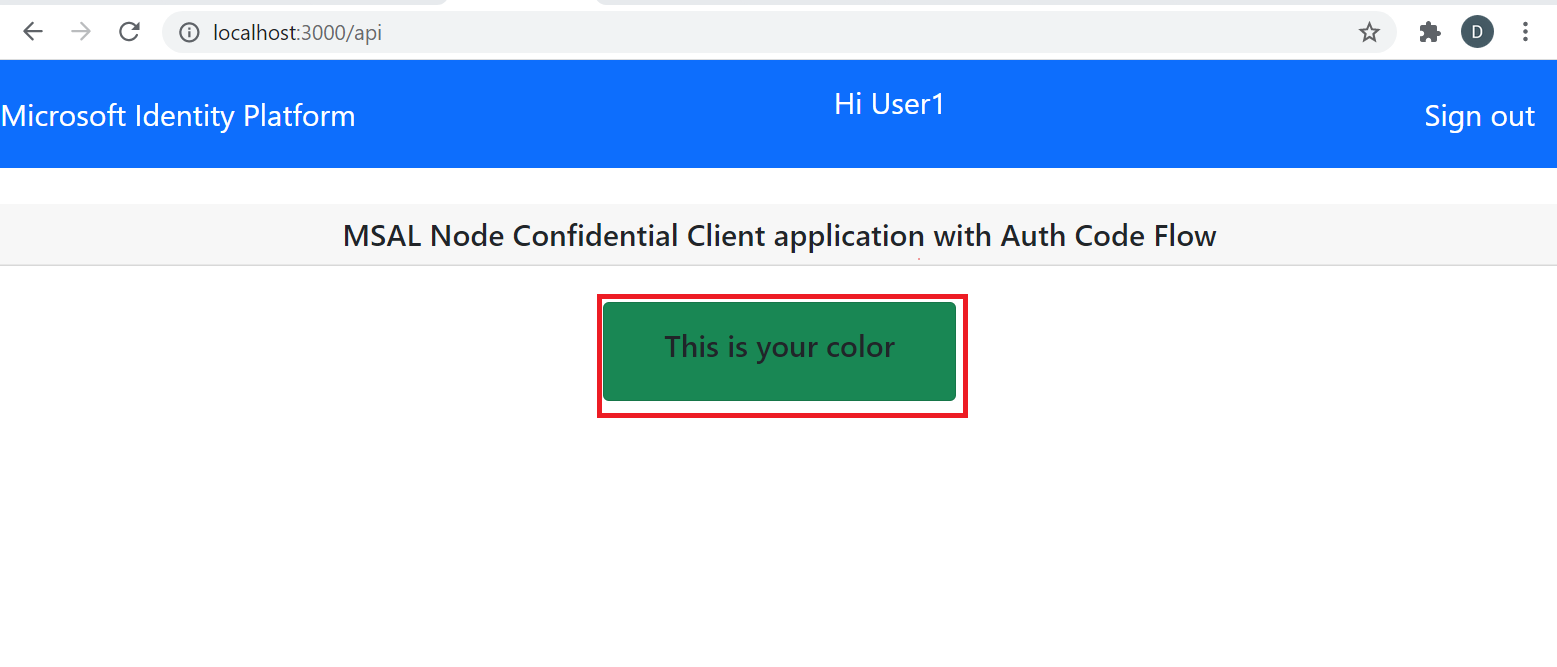 localhost:3000/api
D
Microsoft Identity Platform
Hi User1
Sign out
MSAL Node Confidential Client application with Auth Code Flow
This is your color